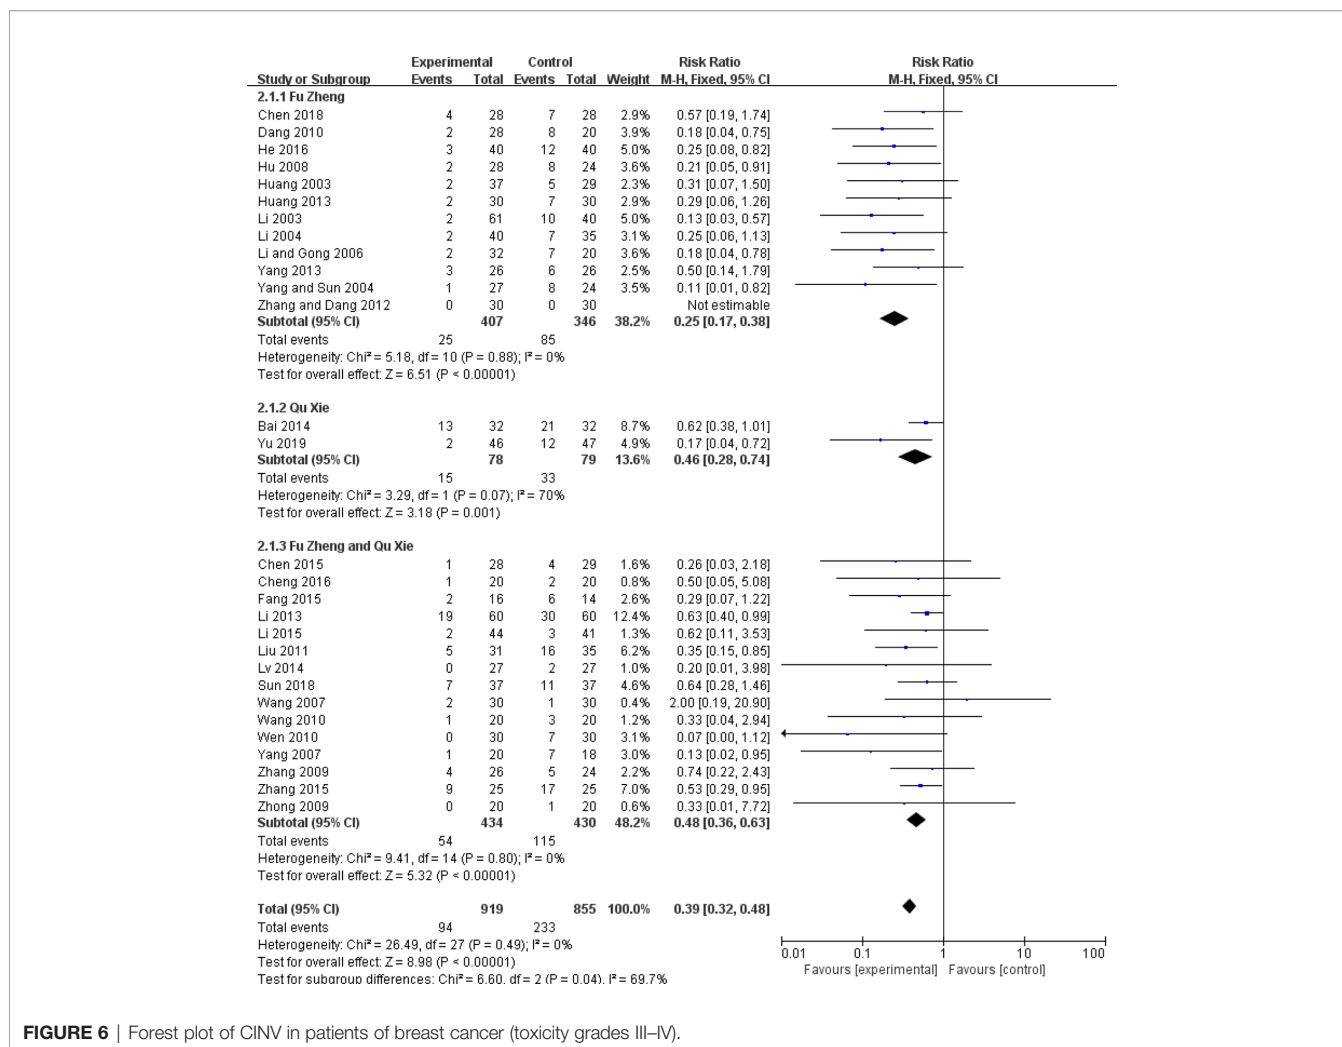 Experimental Control Risk Ratio Risk Ratio
Study or Subgroup Events Total Events Total Weight M-H, Fixed, 95% CI M-H, Fixed, 95% CI
2.1.1 Fu Zheng
Chen 2018 4 28 7 28 2.9% 0.57 [0.19, 1.74]
Dang 2010 2 28 8 20 3.9% 0.18 [0.04, 0.75]
He 2016 3 40 12 40 5.0% 0.25 [0.08, 0.82]
Hu 2008 2 28 8 24 3.6% 0.21 [0.05, 0.91]
Huang 2003 2 37 5 29 2.3% 0.31 [0.07, 1.50]
Huang 2013 2 30 7 30 2.9% 0.29 [0.06, 1.26]
Li 2003 2 61 10 40 5.0% 0.13 [0.03, 0.57]
Li 2004 2 40 7 35 3.1% 0.25 [0.06, 1.13]
Li and Gong 2006 2 32 7 20 3.6% 0.18 [0.04, 0.78]
Yang 2013 3 26 6 26 2.5% 0.50 [0.14, 1.79]
Yang and Sun 2004 1 27 8 24 3.5% 0.11 [0.01, 0.82]
Zhang and Dang 2012 0 30 0 30 Not estimable
Subtotal (95% CI) 407 346 38.2% 0.25 [0.17, 0.38]
Total events 25 85
Heterogeneity: Chi² = 5.18, df = 10 (P = 0.88); I² = 0%
Test for overall effect: Z = 6.51 (P < 0.00001)
2.1.2 Qu Xie
Bai 2014 13 32 21 32 8.7% 0.62 [0.38, 1.01]
Yu 2019 2 46 12 47 4.9% 0.17 [0.04, 0.72]
Subtotal (95% CI) 78 79 13.6% 0.46 [0.28, 0.74]
Total events 15 33
Heterogeneity: Chi² = 3.29, df = 1 (P = 0.07); I² = 70%
Test for overall effect: Z = 3.18 (P = 0.001)
2.1.3 Fu Zheng and Qu Xie
Chen 2015 1 28 4 29 1.6% 0.26 [0.03, 2.18]
Cheng 2016 1 20 2 20 0.8% 0.50 [0.05, 5.08]
Fang 2015 2 16 6 14 2.6% 0.29 [0.07, 1.22]
Li 2013 19 60 30 60 12.4% 0.63 [0.40, 0.99]
Li 2015 2 44 3 41 1.3% 0.62 [0.11, 3.53]
Liu 2011 5 31 16 35 6.2% 0.35 [0.15, 0.85]
Lv 2014 0 27 2 27 1.0% 0.20 [0.01, 3.98]
Sun 2018 7 37 11 37 4.6% 0.64 [0.28, 1.46]
Wang 2007 2 30 1 30 0.4% 2.00 [0.19, 20.90]
Wang 2010 1 20 3 20 1.2% 0.33 [0.04, 2.94]
Wen 2010 0 30 7 30 3.1% 0.07 [0.00, 1.12]
Yang 2007 1 20 7 18 3.0% 0.13 [0.02, 0.95]
Zhang 2009 4 26 5 24 2.2% 0.74 [0.22, 2.43]
Zhang 2015 9 25 17 25 7.0% 0.53 [0.29, 0.95]
Zhong 2009 0 20 1 20 0.6% 0.33 [0.01, 7.72]
Subtotal (95% CI) 434 430 48.2% 0.48 [0.36, 0.63]
Total events 54 115
Heterogeneity: Chi² = 9.41, df = 14 (P = 0.80); I² = 0%
Test for overall effect: Z = 5.32 (P < 0.00001)
Total (95% CI) 919 855 100.0% 0.39 [0.32, 0.48]
Total events 94 233
Heterogeneity: Chi² = 26.49, df = 27 (P = 0.49); I² = 0%
Test for overall effect: Z = 8.98 (P < 0.00001)
Test for subgroup differences: Chi² = 6.60, df = 2 (P = 0.04), I² = 69.7%
0.01 0.1 1 10 100
Favours [experimental] Favours [control]
FIGURE 6 | Forest plot of CINV in patients of breast cancer (toxicity grades III–IV).